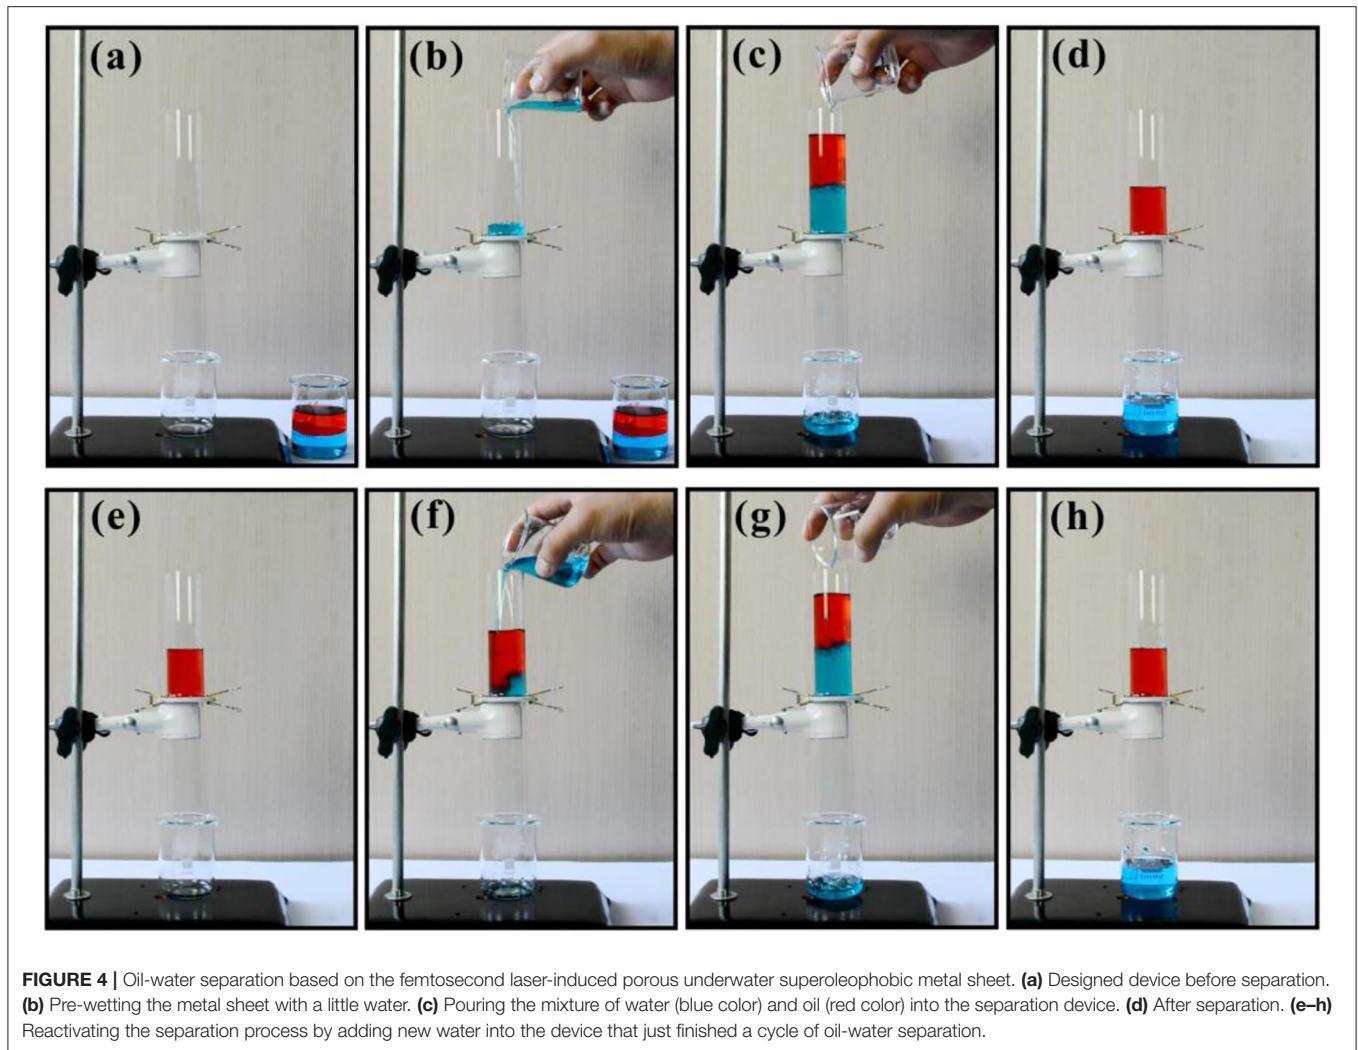 (a)
(b)
(c)
(d)
(e)
(f)
(g)
(h)
FIGURE 4 | Oil-water separation based on the femtosecond laser-induced porous underwater superoleophobic metal sheet. (a) Designed device before separation.
(b) Pre-wetting the metal sheet with a little water. (c) Pouring the mixture of water (blue color) and oil (red color) into the separation device. (d) After separation. (e–h)
Reactivating the separation process by adding new water into the device that just finished a cycle of oil-water separation.